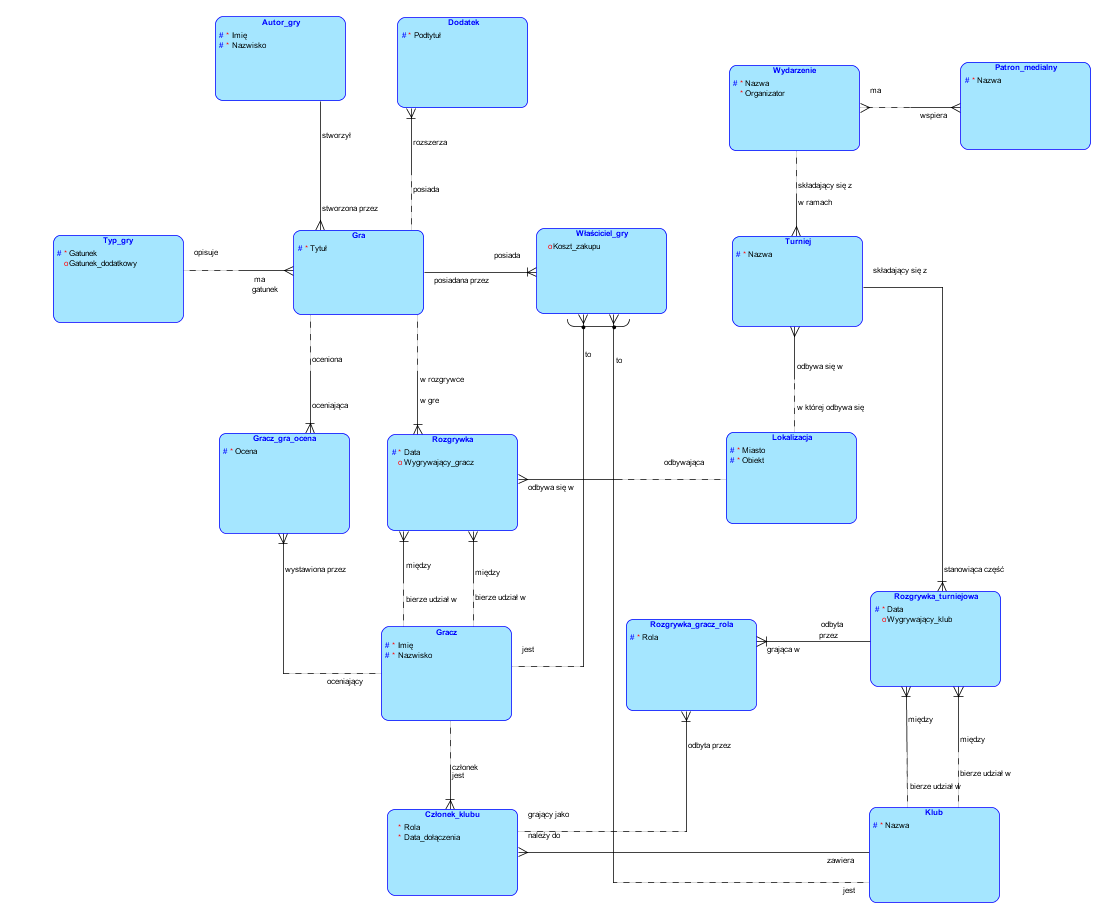 Autor_gry
# * Imię
# * Nazwisko
Dodatek
# * Podtytuł
Wydarzenie
# * Nazwa
* Organizator
Patron_medialny
# * Nazwa
ma
wspiera
stworzył
stworzona przez
rozszerza
posiada
składający się z
w ramach
Typ_gry
# * Gatunek
o Gatunek_dodatkowy
opisuje
ma
gatunek
Gra
# * Tytuł
Właściciel_gry
o Koszt_zakupu
posiada
posiadana przez
Turniej
# * Nazwa
składający się z
oceniona
oceniająca
w rozgrywce
w gre
to
to
odbywa się w
w której odbywa się
Gracz_gra_ocena
# * Ocena
Rozgrywka
# * Data
o Wygrywający_gracz
Lokalizacja
# * Miasto
# * Obiekt
odbywająca
odbywa się w
wystawiona przez
między
bierze udział w
między
bierze udział w
stanowiąca część
Gracz
# * Imię
# * Nazwisko
jest
oceniający
Rozgrywka_gracz_rola
# * Rola
odbyta
przez
grająca w
Rozgrywka_turniejowa
# * Data
o Wygrywający_klub
członek
jest
odbyta przez
między
bierze udział w
między
bierze udział w
Członek_klubu
* Rola
* Data_dołączenia
grający jako
należy do
zawiera
jest
Klub
# * Nazwa